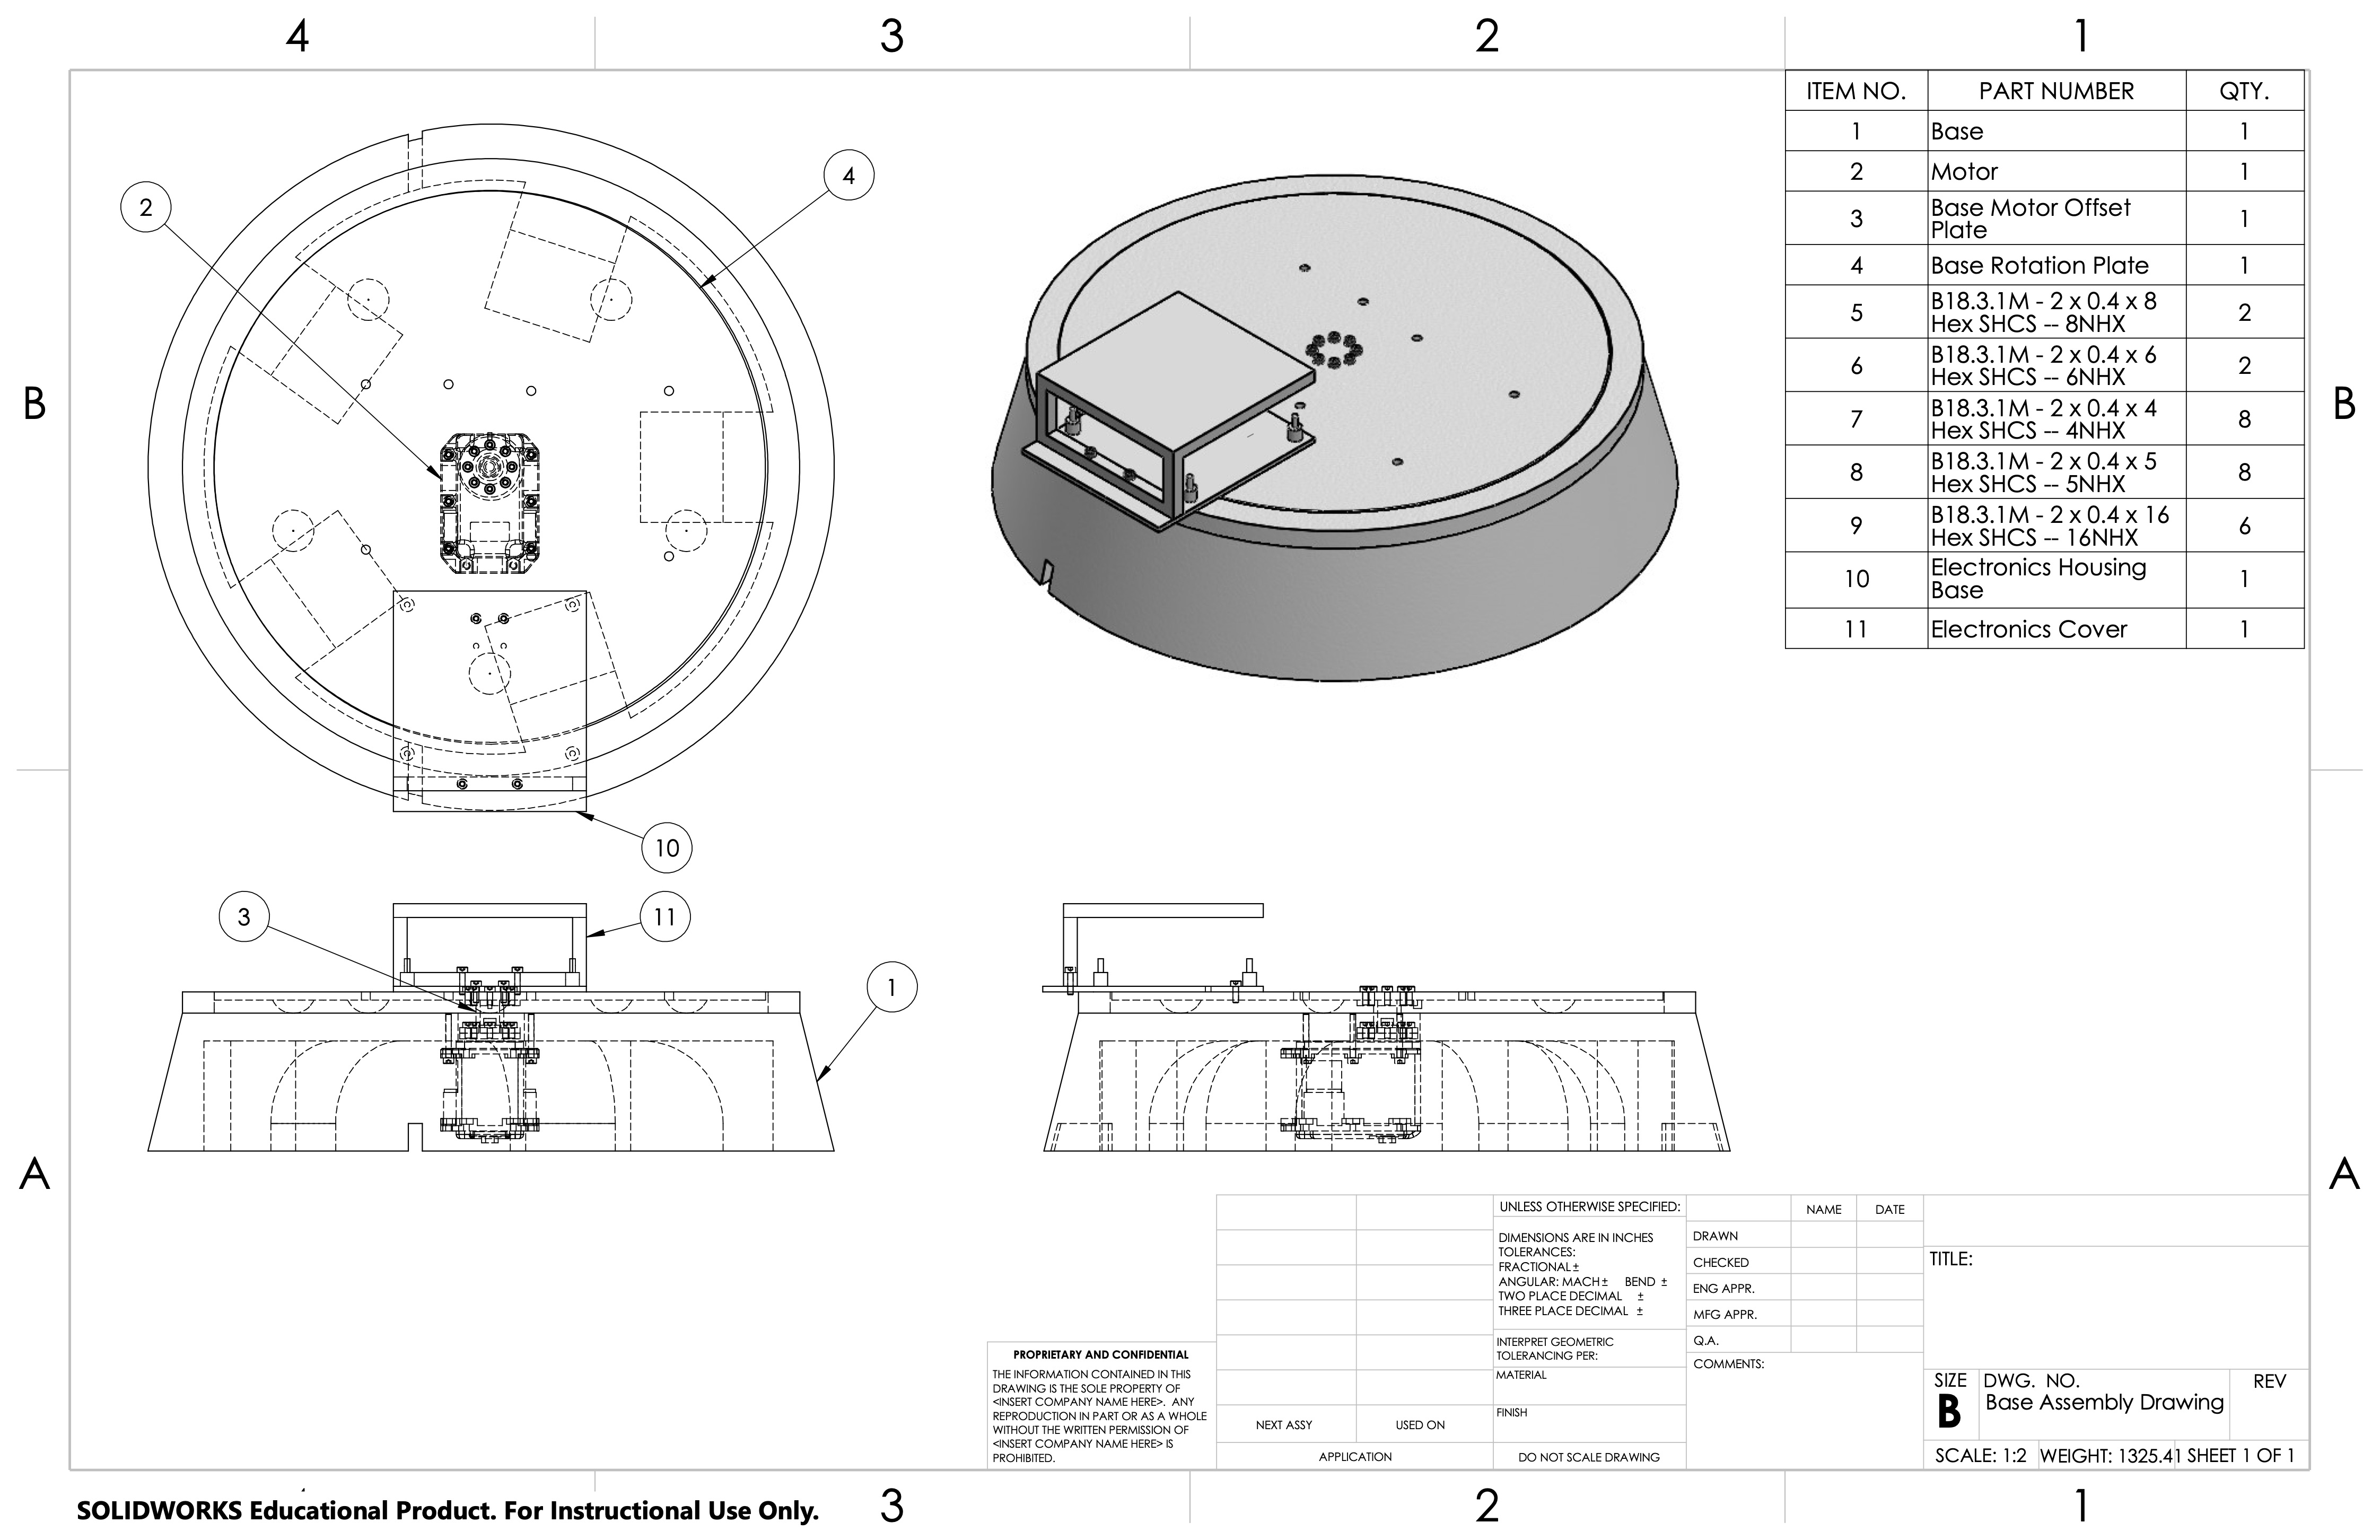 4 3 2 1
ITEM NO. PART NUMBER QTY.
1 Base 1
2 Motor 1
3 Base Motor Offset
Plate 1
4 Base Rotation Plate 1
5 B18.3.1M - 2 x 0.4 x 8
Hex SHCS -- 8NHX 2
6 B18.3.1M - 2 x 0.4 x 6
Hex SHCS -- 6NHX 2
7 B18.3.1M - 2 x 0.4 x 4
Hex SHCS -- 4NHX 8
8 B18.3.1M - 2 x 0.4 x 5
Hex SHCS -- 5NHX 8
9 B18.3.1M - 2 x 0.4 x 16
Hex SHCS -- 16NHX 6
10 Electronics Housing
Base 1
11 Electronics Cover 1
4
2
B B
10
3 11
1
A A
UNLESS OTHERWISE SPECIFIED:
DIMENSIONS ARE IN INCHES
TOLERANCES:
FRACTIONAL ±
ANGULAR: MACH ± BEND ±
TWO PLACE DECIMAL ±
THREE PLACE DECIMAL ±
INTERPRET GEOMETRIC
TOLERANCING PER:
MATERIAL
FINISH
DO NOT SCALE DRAWING
NAME DATE
DRAWN
CHECKED
ENG APPR.
MFG APPR.
Q.A.
COMMENTS:
TITLE:
SIZE DWG. NO. REV
B Base Assembly Drawing
SCALE: 1:2 WEIGHT: 1325.41 SHEET 1 OF 1
PROPRIETARY AND CONFIDENTIAL
THE INFORMATION CONTAINED IN THIS
DRAWING IS THE SOLE PROPERTY OF
<INSERT COMPANY NAME HERE>. ANY
REPRODUCTION IN PART OR AS A WHOLE
WITHOUT THE WRITTEN PERMISSION OF
<INSERT COMPANY NAME HERE> IS
PROHIBITED.
NEXT ASSY USED ON
APPLICATION
SOLIDWORKS Educational Product. For Instructional Use Only.
3 2 1